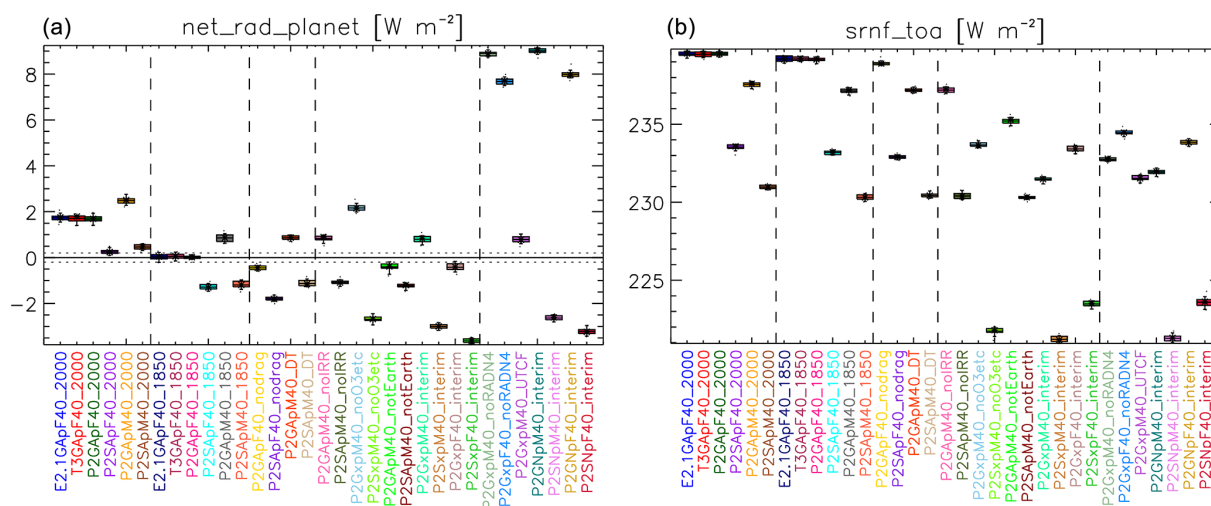 (a) net_rad_planet [W m⁻²]
8
6
4
2
0
−2
E2.1GApF40_2000
T3GApF40_2000
P2GApF40_2000
P2SApF40_2000
P2GApM40_2000
P2SApM40_2000
E2.1GApF40_1850
T3GApF40_1850
P2GApF40_1850
P2SApF40_1850
P2GApM40_1850
P2SApM40_1850
P2GApF40_nodrag
P2SApF40_nodrag
P2GApM40_DT
P2SApM40_DT
P2GApM40_noIRR
P2SApM40_noIRR
P2GxpM40_noO3etc
P2SxpM40_noO3etc
P2GApM40_notEarth
P2SApM40_notEarth
P2GxpM40_interim
P2SxpM40_interim
P2GxpF40_interim
P2SxpF40_interim
P2GxpM40_noRADN4
P2GxpF40_noRADN4
P2GxpM40_UTCF
P2GNpM40_interim
P2SNpM40_interim
P2GNpF40_interim
P2SNpF40_interim
(b) srnf_toa [W m⁻²]
235
230
225
E2.1GApF40_2000
T3GApF40_2000
P2GApF40_2000
P2SApF40_2000
P2GApM40_2000
P2SApM40_2000
E2.1GApF40_1850
T3GApF40_1850
P2GApF40_1850
P2SApF40_1850
P2GApM40_1850
P2SApM40_1850
P2GApF40_nodrag
P2SApF40_nodrag
P2GApM40_DT
P2SApM40_DT
P2GApM40_noIRR
P2SApM40_noIRR
P2GxpM40_noO3etc
P2SxpM40_noO3etc
P2GApM40_notEarth
P2SApM40_notEarth
P2GxpM40_interim
P2SxpM40_interim
P2GxpF40_interim
P2SxpF40_interim
P2GxpM40_noRADN4
P2GxpF40_noRADN4
P2GxpM40_UTCF
P2GNpM40_interim
P2SNpM40_interim
P2GNpF40_interim
P2SNpF40_interim